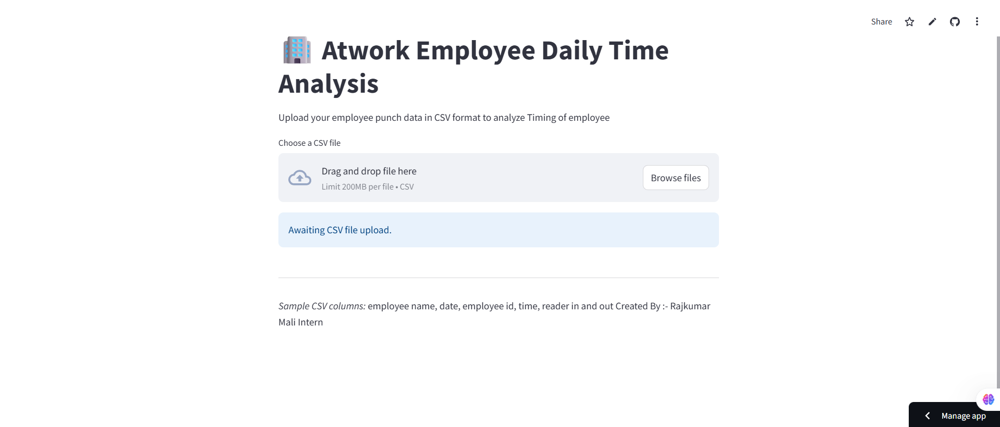 Share
Atwork Employee Daily Time
Analysis
Upload your employee punch data in CSV format to analyze Timing of employee
Choose a CSV file
Drag and drop file here
Limit 200MB per file • CSV
Browse files
Awaiting CSV file upload.
Sample CSV columns: employee name, date, employee id, time, reader in and out Created By :- Rajkumar
Mali Intern
Manage app